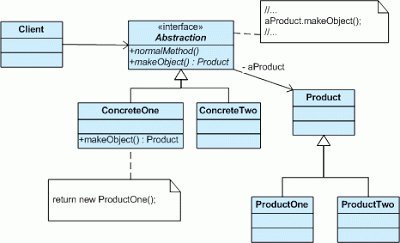 Client
«interface»
Abstraction
+normalMethod()
+makeObject() : Product
//...
aProduct.makeObject();
//...
- aProduct
ConcreteOne
+makeObject() : Product
ConcreteTwo
Product
return new ProductOne();
ProductOne
ProductTwo